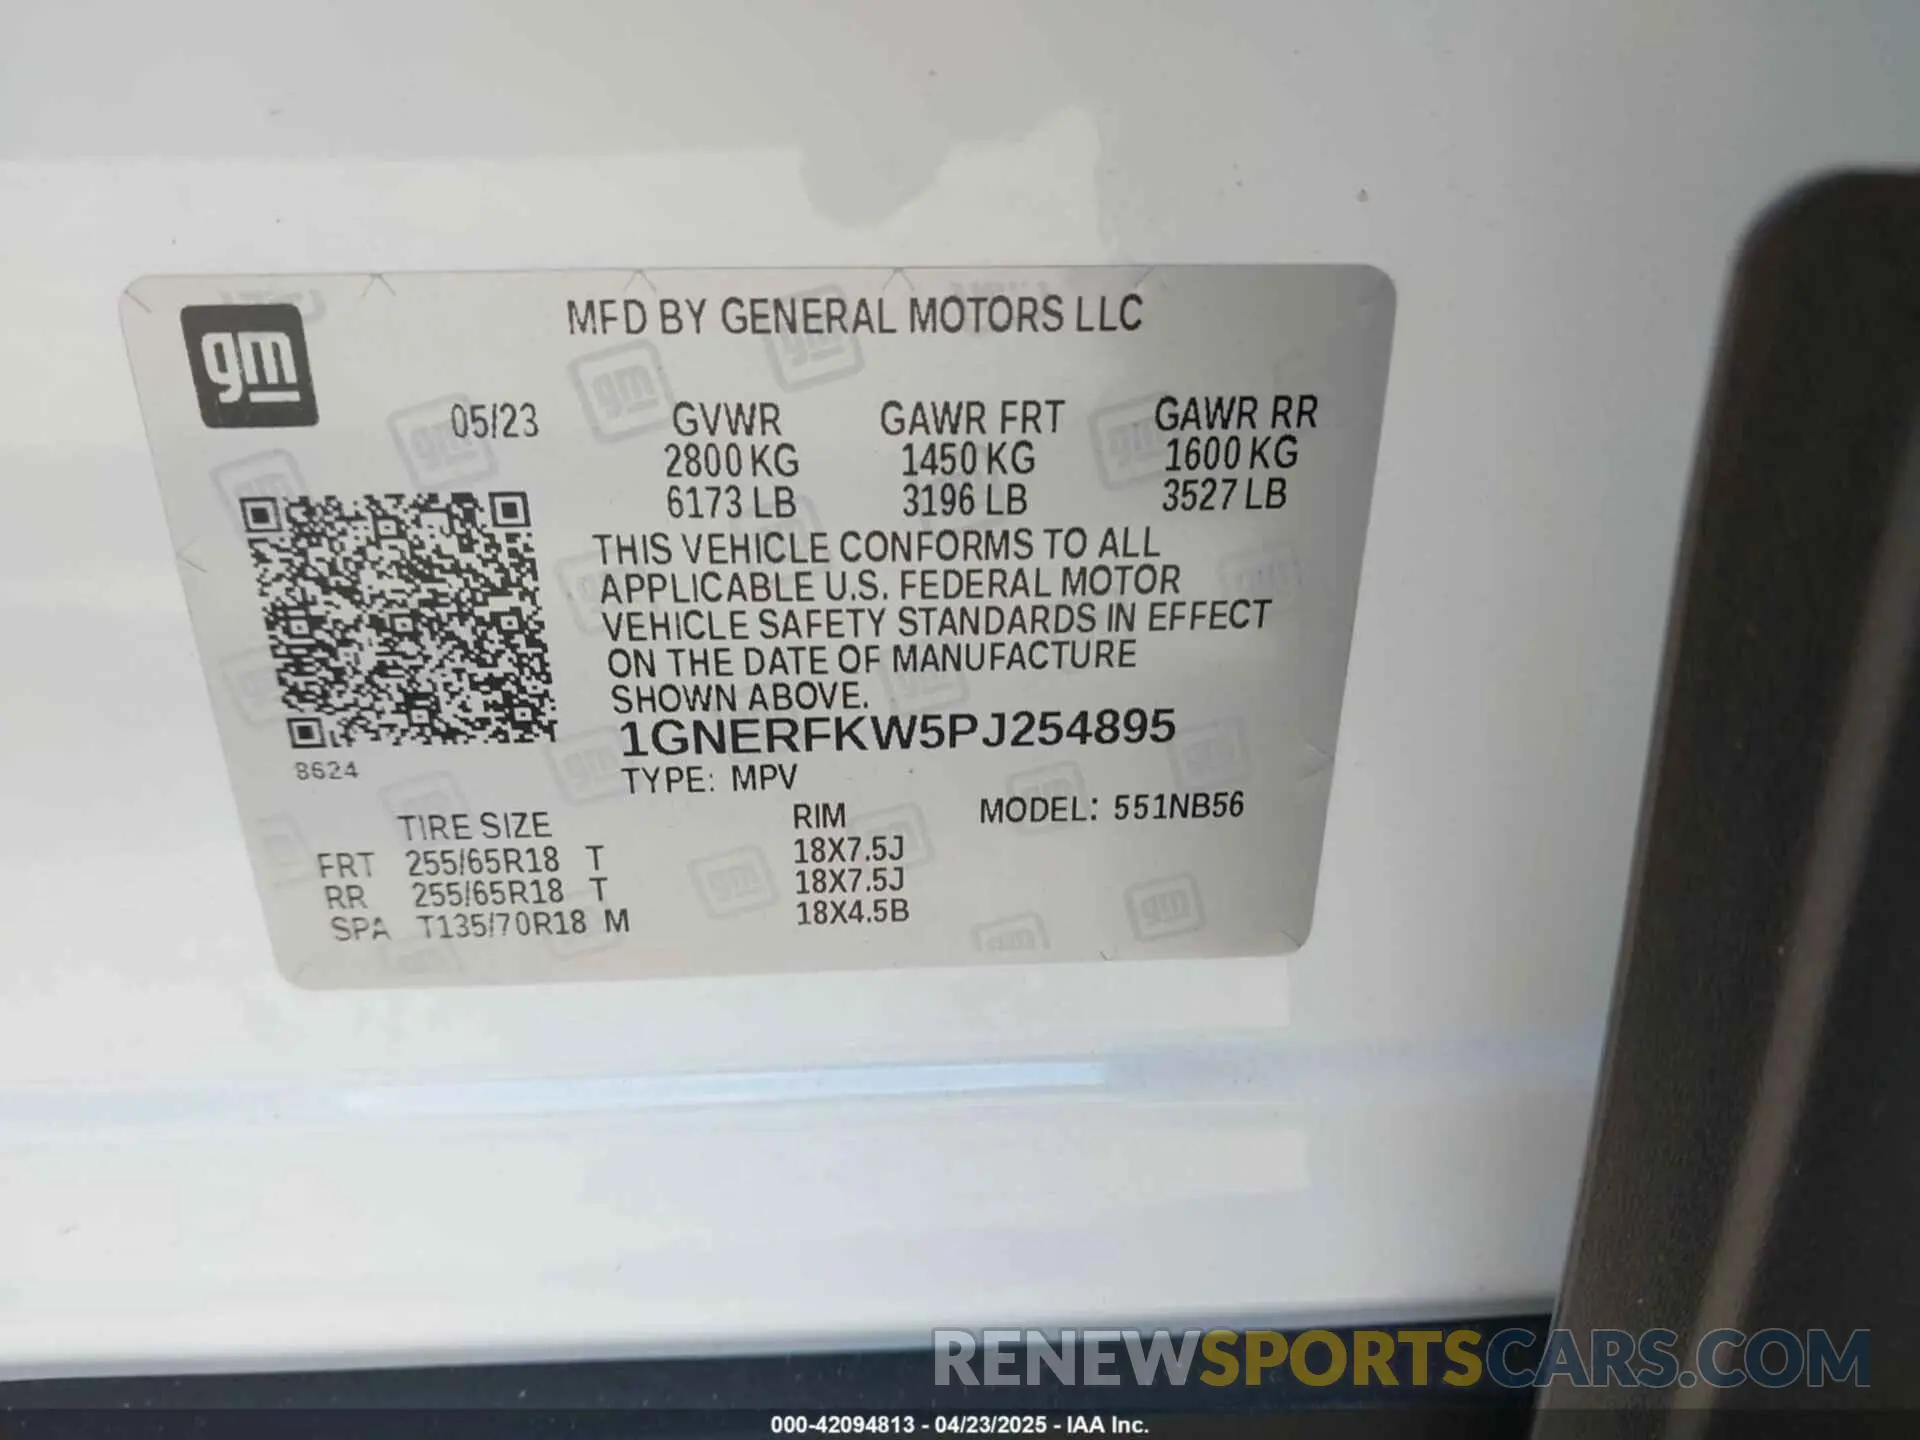 gm
MFD BY GENERAL MOTORS LLC
05/23 GVWR GAWR FRT GAWR RR
2800 KG 1450 KG 1600 KG
6173 LB 3196 LB 3527 LB
THIS VEHICLE CONFORMS TO ALL
APPLICABLE U.S. FEDERAL MOTOR
VEHICLE SAFETY STANDARDS IN EFFECT
ON THE DATE OF MANUFACTURE
SHOWN ABOVE.
1GNERFKW5PJ254895
8624
TYPE: MPV
TIRE SIZE RIM MODEL: 551NB56
FRT 255/65R18 T 18X7.5J
RR 255/65R18 T 18X7.5J
SPA T135/70R18 M 18X4.5B
RENEWSPORTSCARS.COM
000-42094813 - 04/23/2025 - IAA Inc.